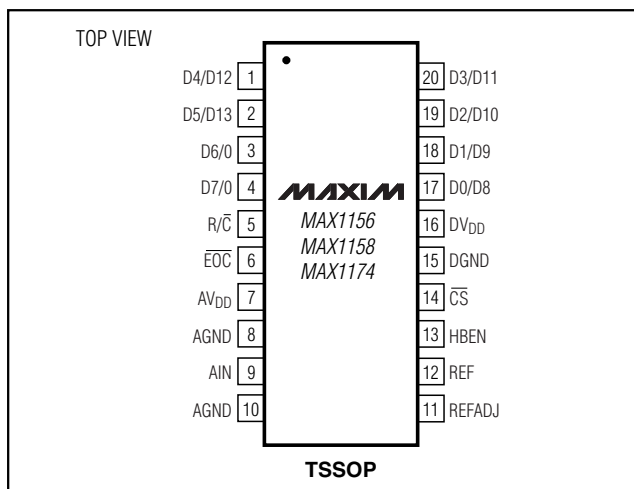 TOP VIEW
D4/D12 1
D5/D13 2
D6/0 3
D7/0 4
R/C̅ 5
E̅O̅C̅ 6
AVDD 7
AGND 8
AIN 9
AGND 10
MAXIM
MAX1156
MAX1158
MAX1174
20 D3/D11
19 D2/D10
18 D1/D9
17 D0/D8
16 DVDD
15 DGND
14 C̅S̅
13 HBEN
12 REF
11 REFADJ
TSSOP